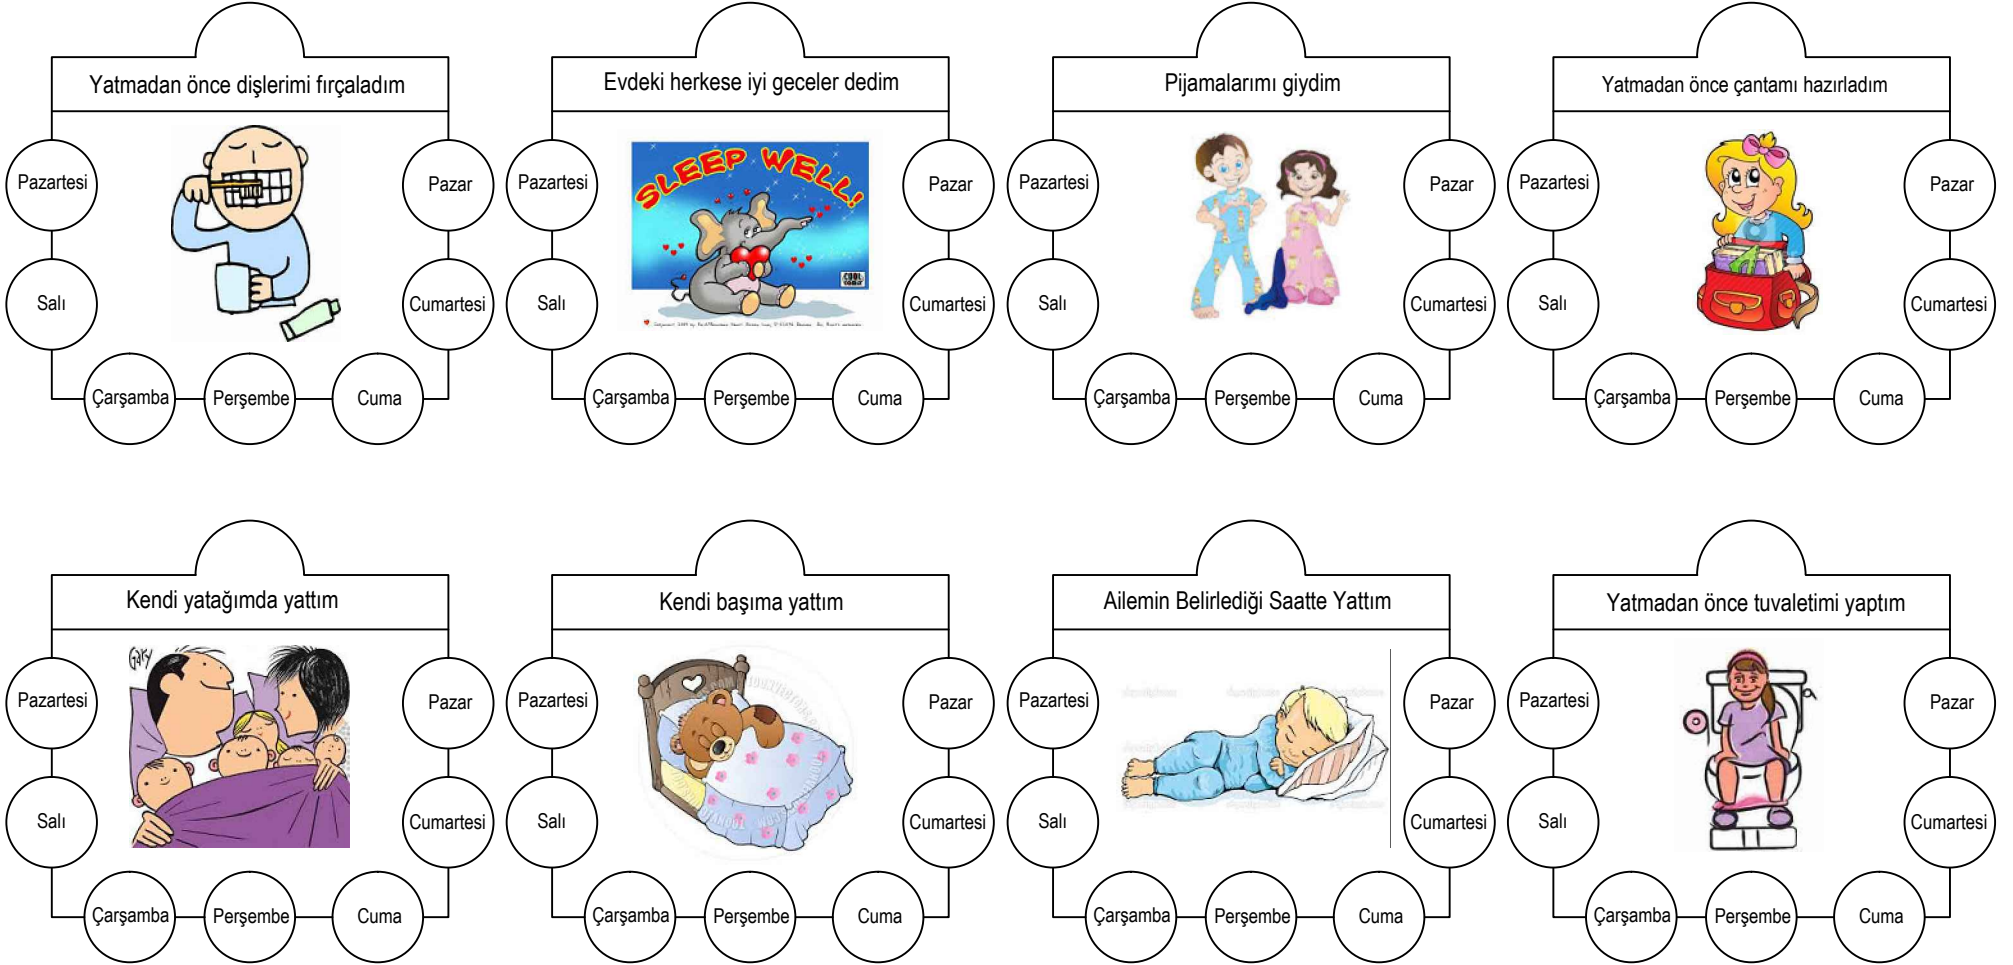 Yatmadan önce dişlerimi fırçaladım
Pazartesi
Pazar
Salı
Cumartesi
Çarşamba
Perşembe
Cuma
Evdeki herkese iyi geceler dedim
SLEEP WELL!
Pazartesi
Pazar
Salı
Cumartesi
Çarşamba
Perşembe
Cuma
Pijamalarımı giydim
Pazartesi
Pazar
Salı
Cumartesi
Çarşamba
Perşembe
Cuma
Yatmadan önce çantamı hazırladım
Pazartesi
Pazar
Salı
Cumartesi
Çarşamba
Perşembe
Cuma
Kendi yatağımda yattım
Gary
Pazartesi
Pazar
Salı
Cumartesi
Çarşamba
Perşembe
Cuma
Kendi başıma yattım
Pazartesi
Pazar
Salı
Cumartesi
Çarşamba
Perşembe
Cuma
Ailemin Belirlediği Saatte Yattım
Pazartesi
Pazar
Salı
Cumartesi
Çarşamba
Perşembe
Cuma
Yatmadan önce tuvaletimi yaptım
Pazartesi
Pazar
Salı
Cumartesi
Çarşamba
Perşembe
Cuma